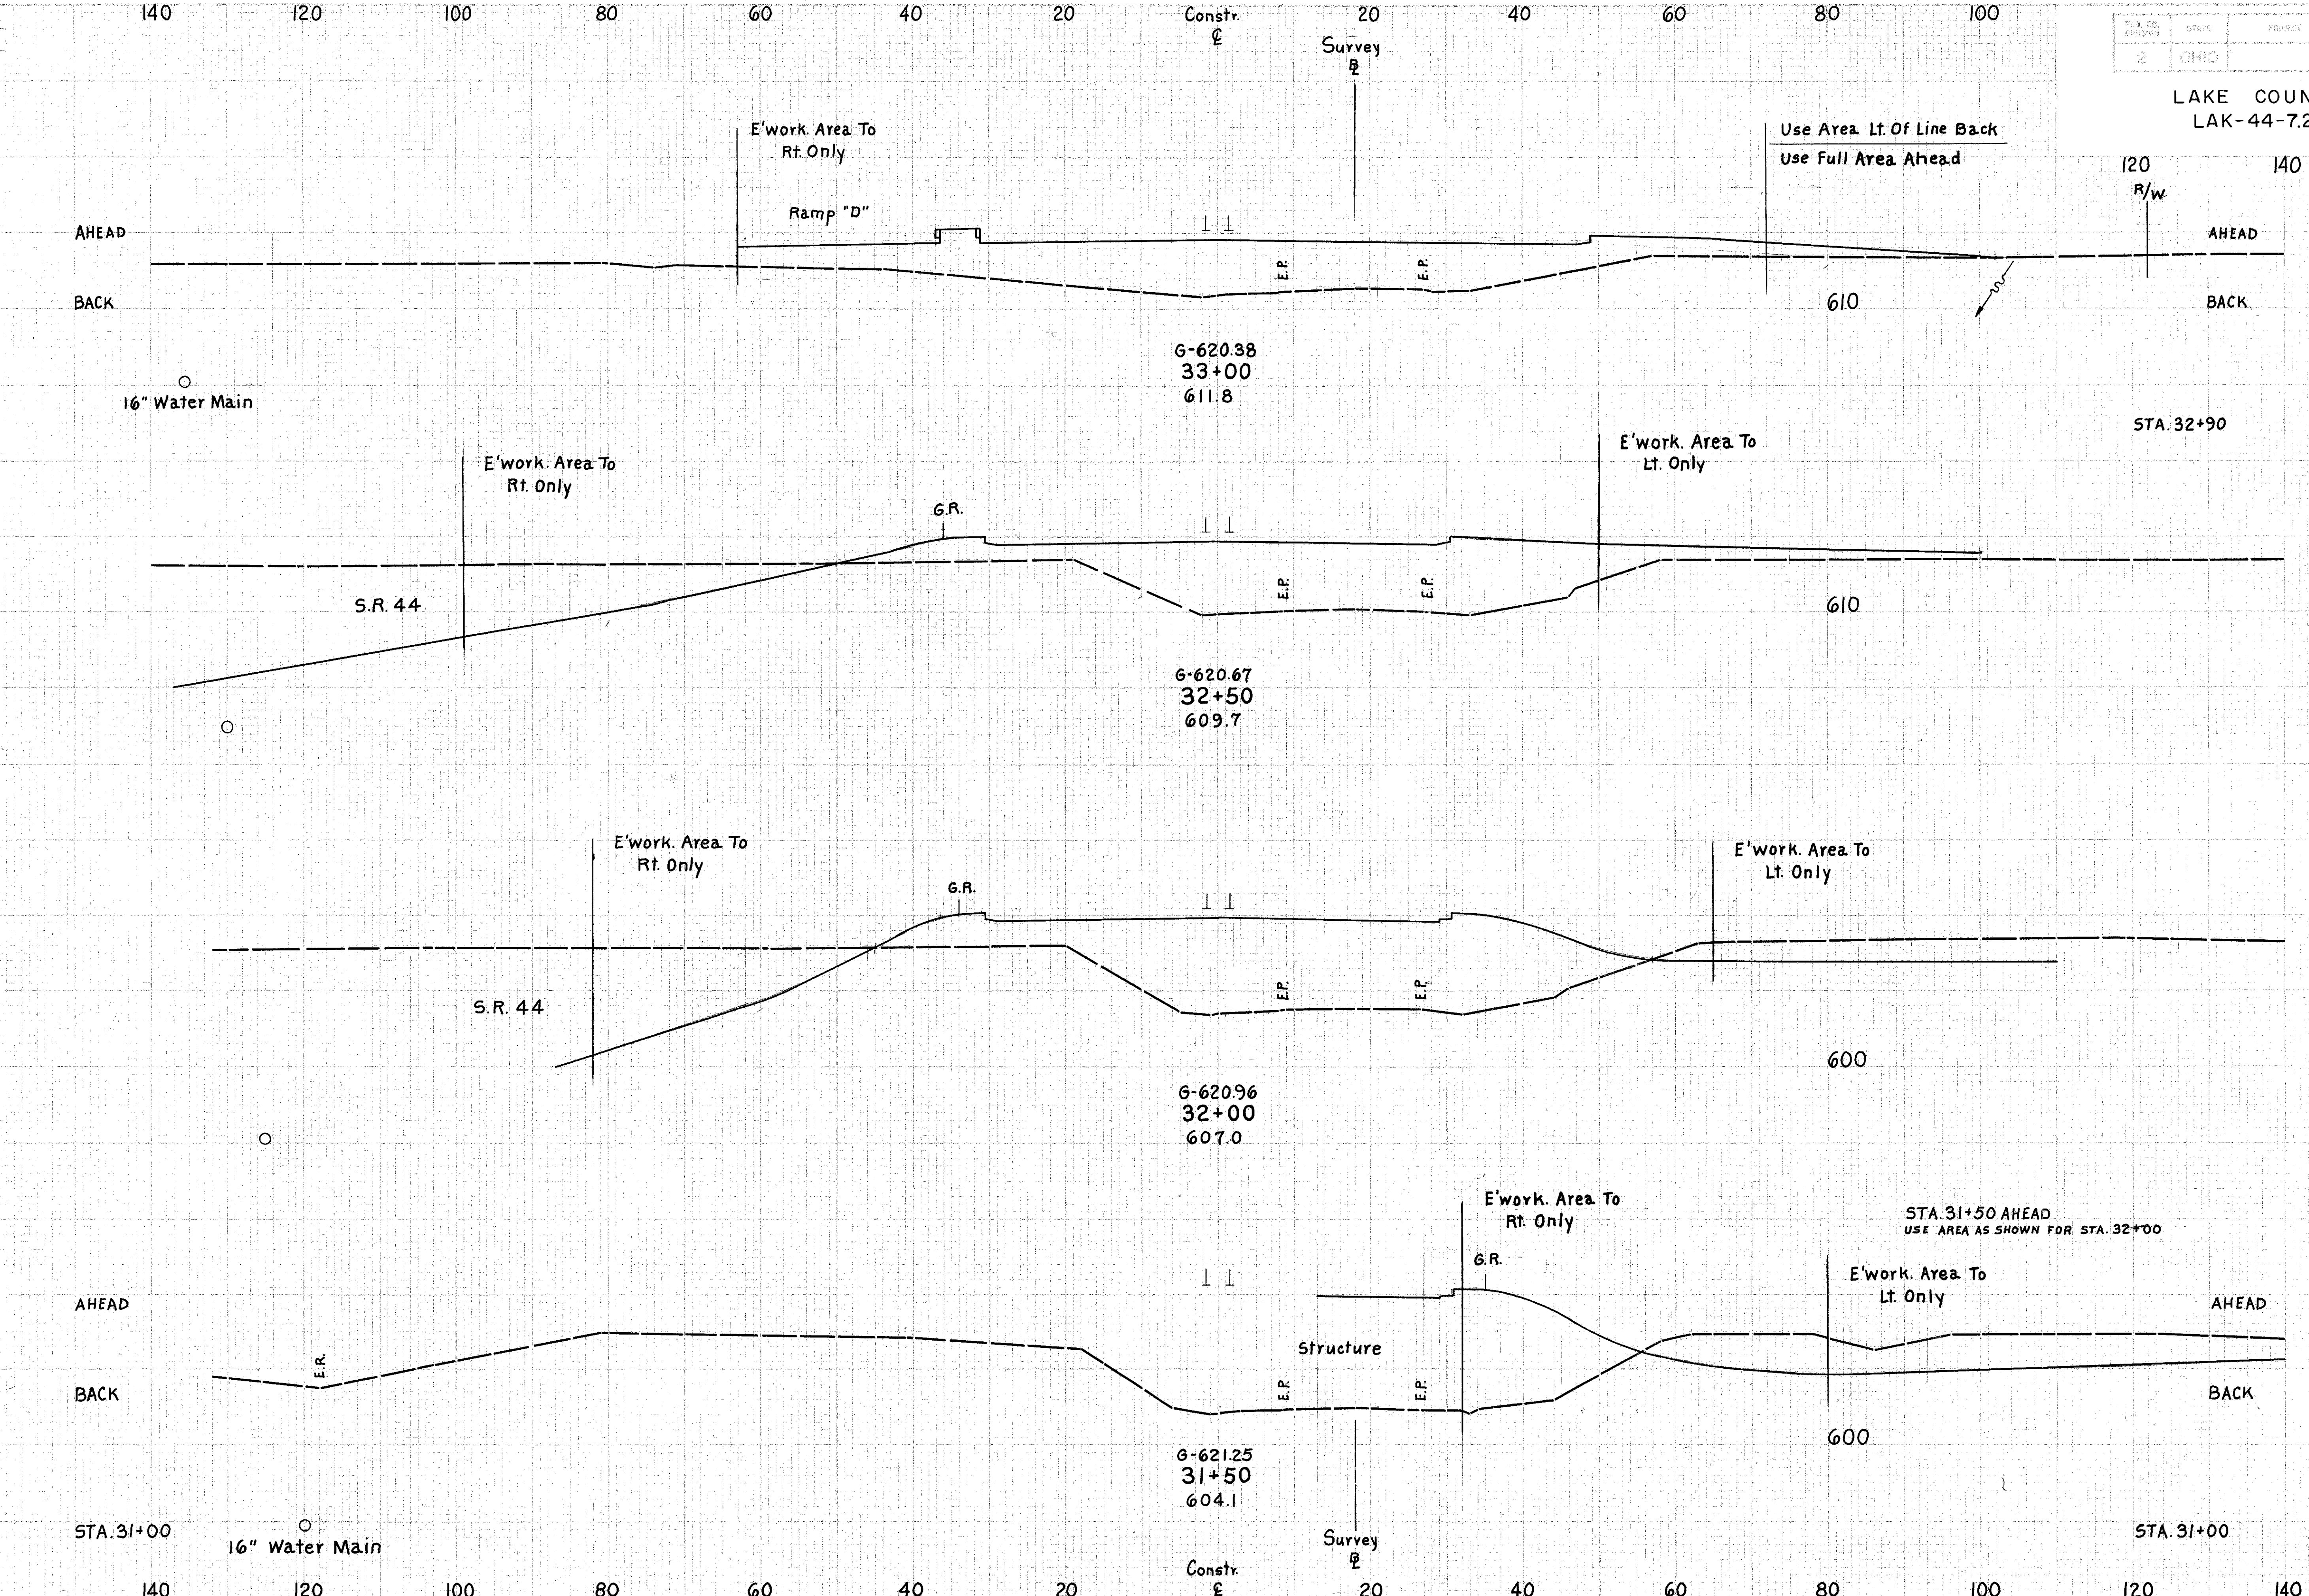 140 120 100 80 60 40 20 Constr. 20 40 60 80 100
℄
Survey
B̵L
FED. RD. DIVISION STATE PROJECT
2 OHIO
LAKE COUN
LAK-44-7.2
120 140
R/W
E'work. Area To
Rt. Only
Use Area Lt. Of Line Back
Use Full Area Ahead
Ramp "D"
AHEAD
AHEAD
E.P.
E.P.
BACK
610
BACK
G-620.38
33+00
611.8
16" Water Main
STA. 32+90
E'work. Area To
Rt. Only
E'work. Area To
Lt. Only
G.R.
S.R. 44
E.P.
E.P.
610
G-620.67
32+50
609.7
E'work. Area To
Rt. Only
E'work. Area To
Lt. Only
G.R.
S.R. 44
E.P.
E.P.
600
G-620.96
32+00
607.0
E'work. Area To
Rt. Only
STA. 31+50 AHEAD
USE AREA AS SHOWN FOR STA. 32+00
G.R.
E'work. Area To
Lt. Only
AHEAD
AHEAD
Structure
E.R.
E.P.
E.P.
BACK
BACK
600
G-621.25
31+50
604.1
STA. 31+00
16" Water Main
Survey
B̵L
STA. 31+00
Constr.
140 120 100 80 60 40 20 ℄ 20 40 60 80 100 120 140